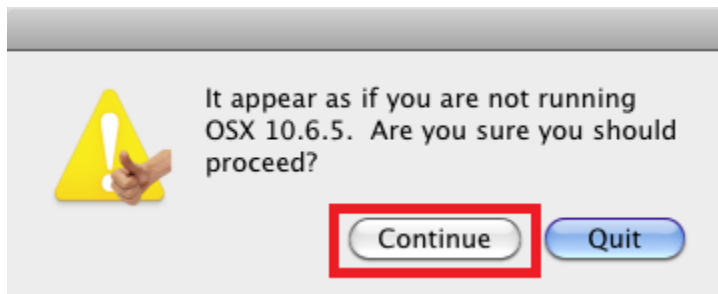 It appear as if you are not running
OSX 10.6.5. Are you sure you should
proceed?
Continue Quit